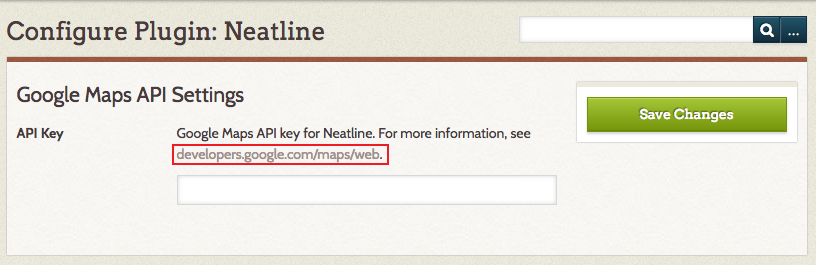 Configure Plugin: Neatline
...
Google Maps API Settings
Save Changes
API Key
Google Maps API key for Neatline. For more information, see
developers.google.com/maps/web.